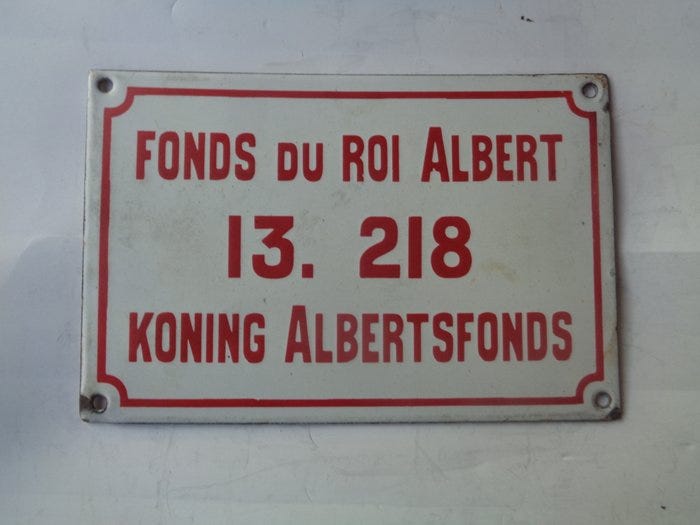 FONDS DU ROI ALBERT
13. 218
KONING ALBERTSFONDS